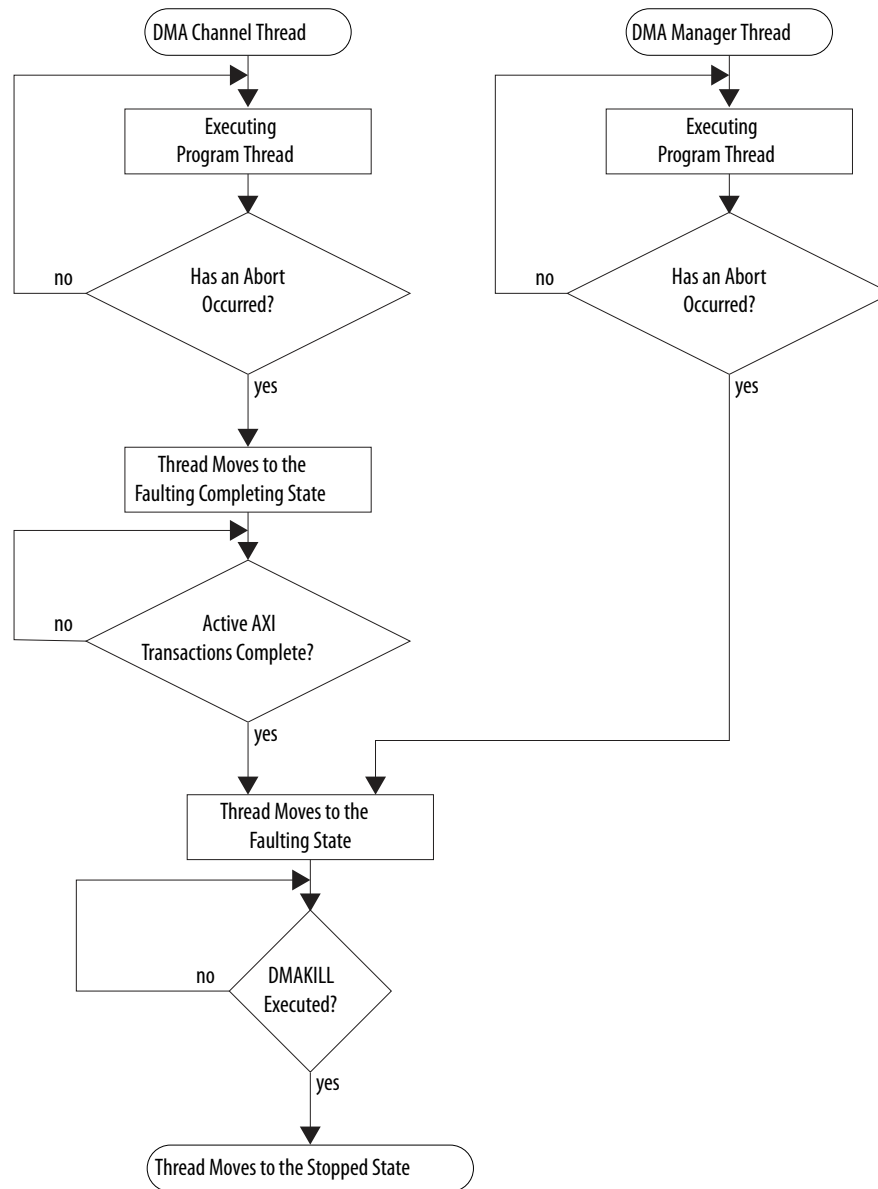 DMA Channel Thread
DMA Manager Thread
Executing
Program Thread
Executing
Program Thread
no
Has an Abort
Occurred?
no
Has an Abort
Occurred?
yes
yes
Thread Moves to the
Faulting Completing State
no
Active AXI
Transactions Complete?
yes
Thread Moves to the
Faulting State
no
DMAKILL
Executed?
yes
Thread Moves to the Stopped State